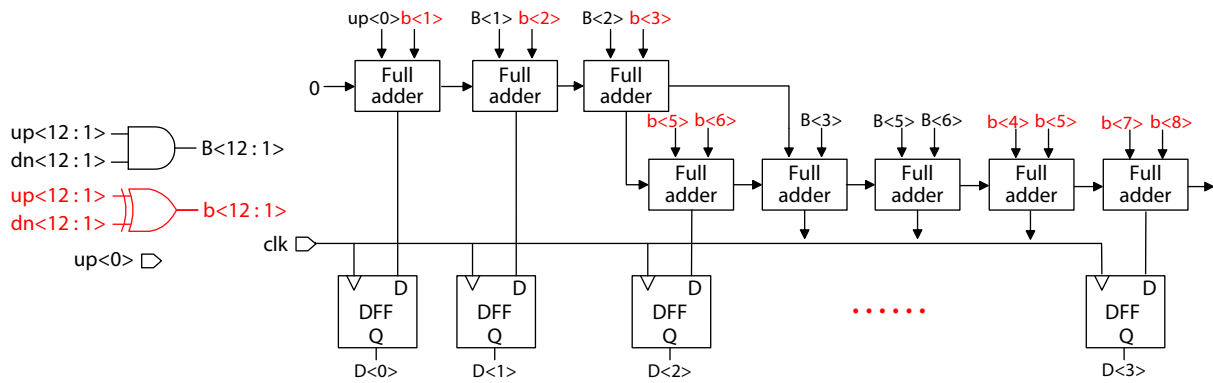 up<0> b<1> B<1> b<2> B<2> b<3>
0
Full adder
Full adder
Full adder
b<5> b<6> B<3> B<5> B<6> b<4> b<5> b<7> b<8>
Full adder
Full adder
Full adder
Full adder
Full adder
up<12 : 1>
dn<12 : 1>
B<12 : 1>
up<12 : 1>
dn<12 : 1>
b<12 : 1>
up<0>
clk
D
DFF
Q
D<0>
D
DFF
Q
D<1>
D
DFF
Q
D<2>
......
D
DFF
Q
D<3>